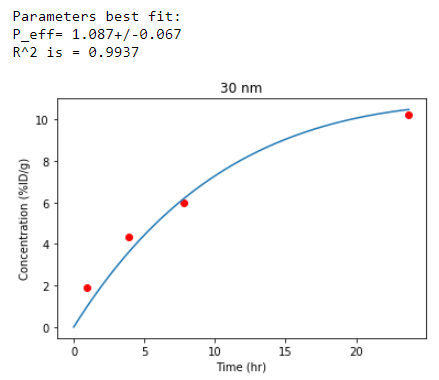 Parameters best fit:
P_eff= 1.087+/-0.067
R^2 is = 0.9937
30 nm
10
8
6
4
2
0
Concentration (%ID/g)
0 5 10 15 20
Time (hr)